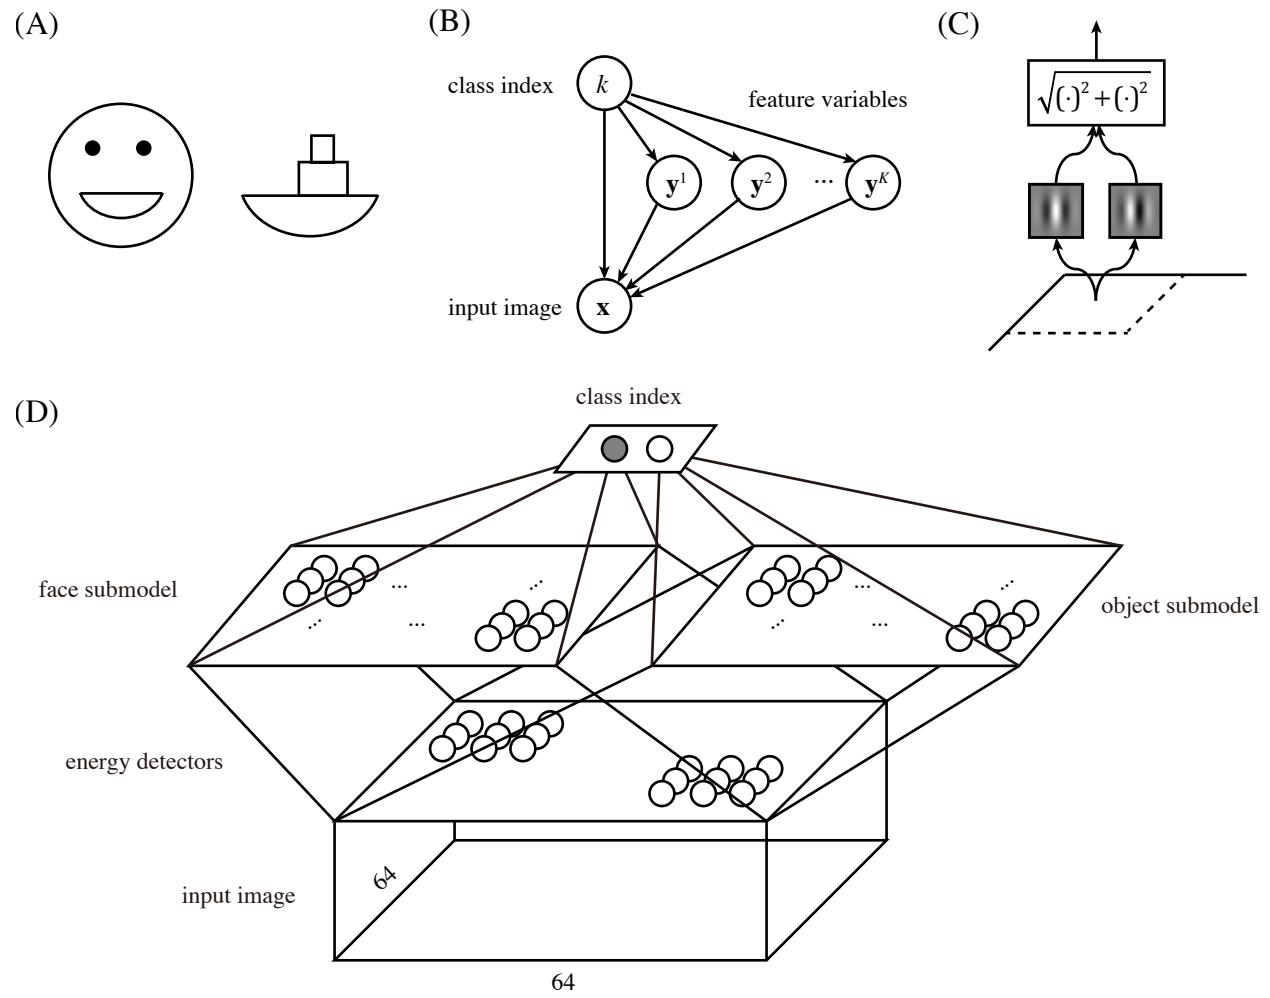 (A)
(B)
(C)
class index
k
feature variables
y¹ y² ... yᴷ
input image
x
√(·)² + (·)²
(D)
class index
face submodel
... ...
... ...
object submodel
... ...
... ...
energy detectors
input image
64
64